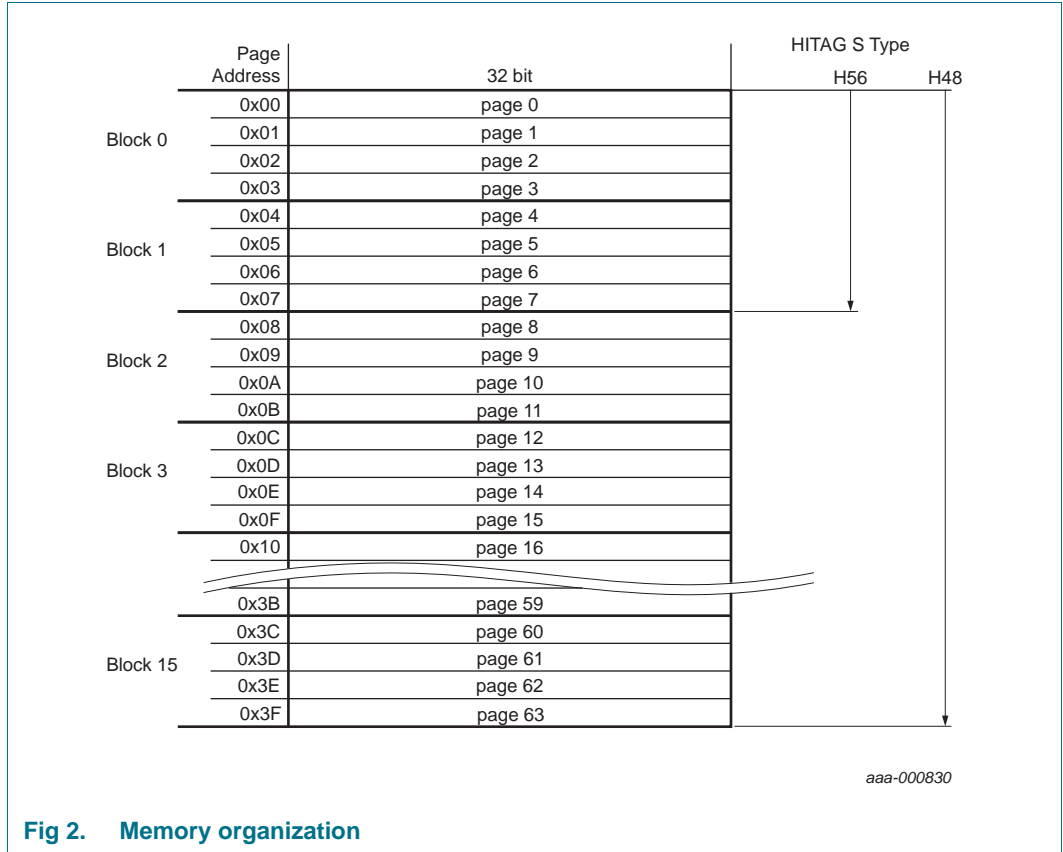 HITAG S Type
Page
Address 32 bit H56 H48
0x00 page 0
Block 0 0x01 page 1
0x02 page 2
0x03 page 3
0x04 page 4
Block 1 0x05 page 5
0x06 page 6
0x07 page 7
0x08 page 8
Block 2 0x09 page 9
0x0A page 10
0x0B page 11
0x0C page 12
Block 3 0x0D page 13
0x0E page 14
0x0F page 15
0x10 page 16
0x3B page 59
0x3C page 60
Block 15 0x3D page 61
0x3E page 62
0x3F page 63
aaa-000830
Fig 2. Memory organization